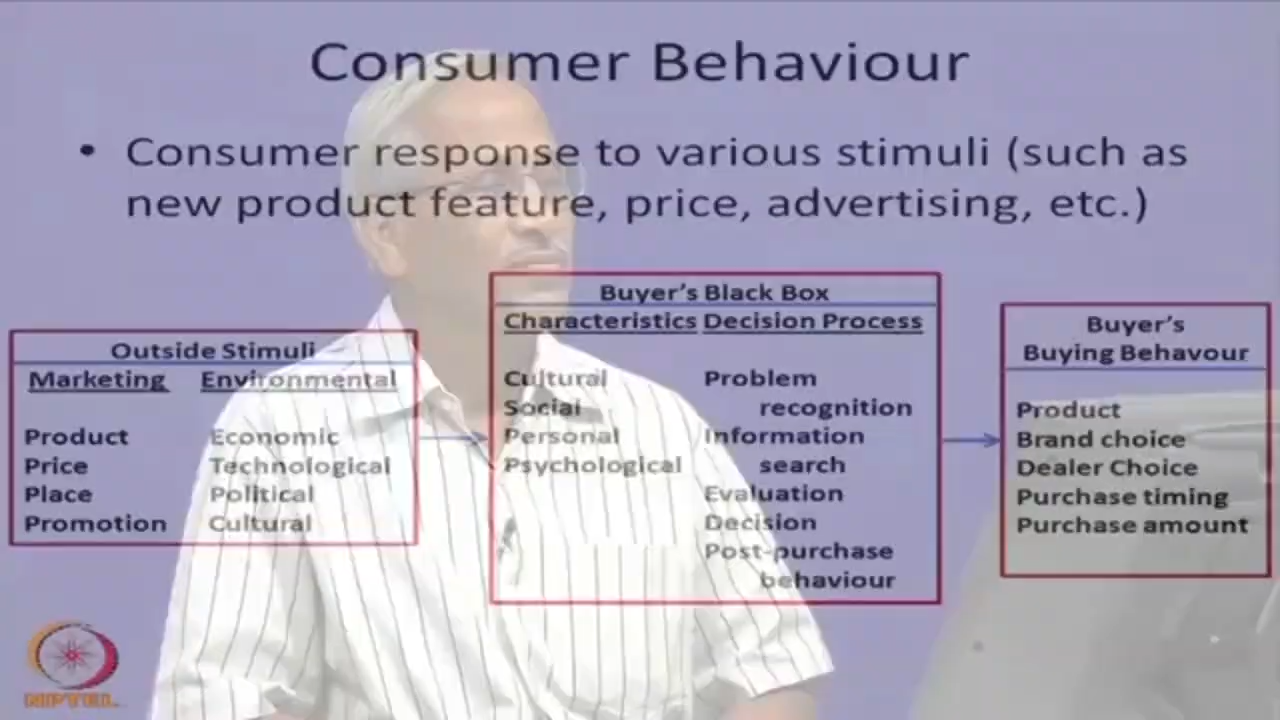 Consumer Behaviour
• Consumer response to various stimuli (such as
new product feature, price, advertising, etc.)
Outside Stimuli
Marketing Environmental
Product Economic
Price Technological
Place Political
Promotion Cultural
Buyer's Black Box
Characteristics Decision Process
Cultural Problem
Social recognition
Personal Information
Psychological search
Evaluation
Decision
Post-purchase
behaviour
Buyer's
Buying Behavour
Product
Brand choice
Dealer Choice
Purchase timing
Purchase amount
NPTEL